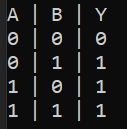 A | B | Y
0 | 0 | 0
0 | 1 | 1
1 | 0 | 1
1 | 1 | 1